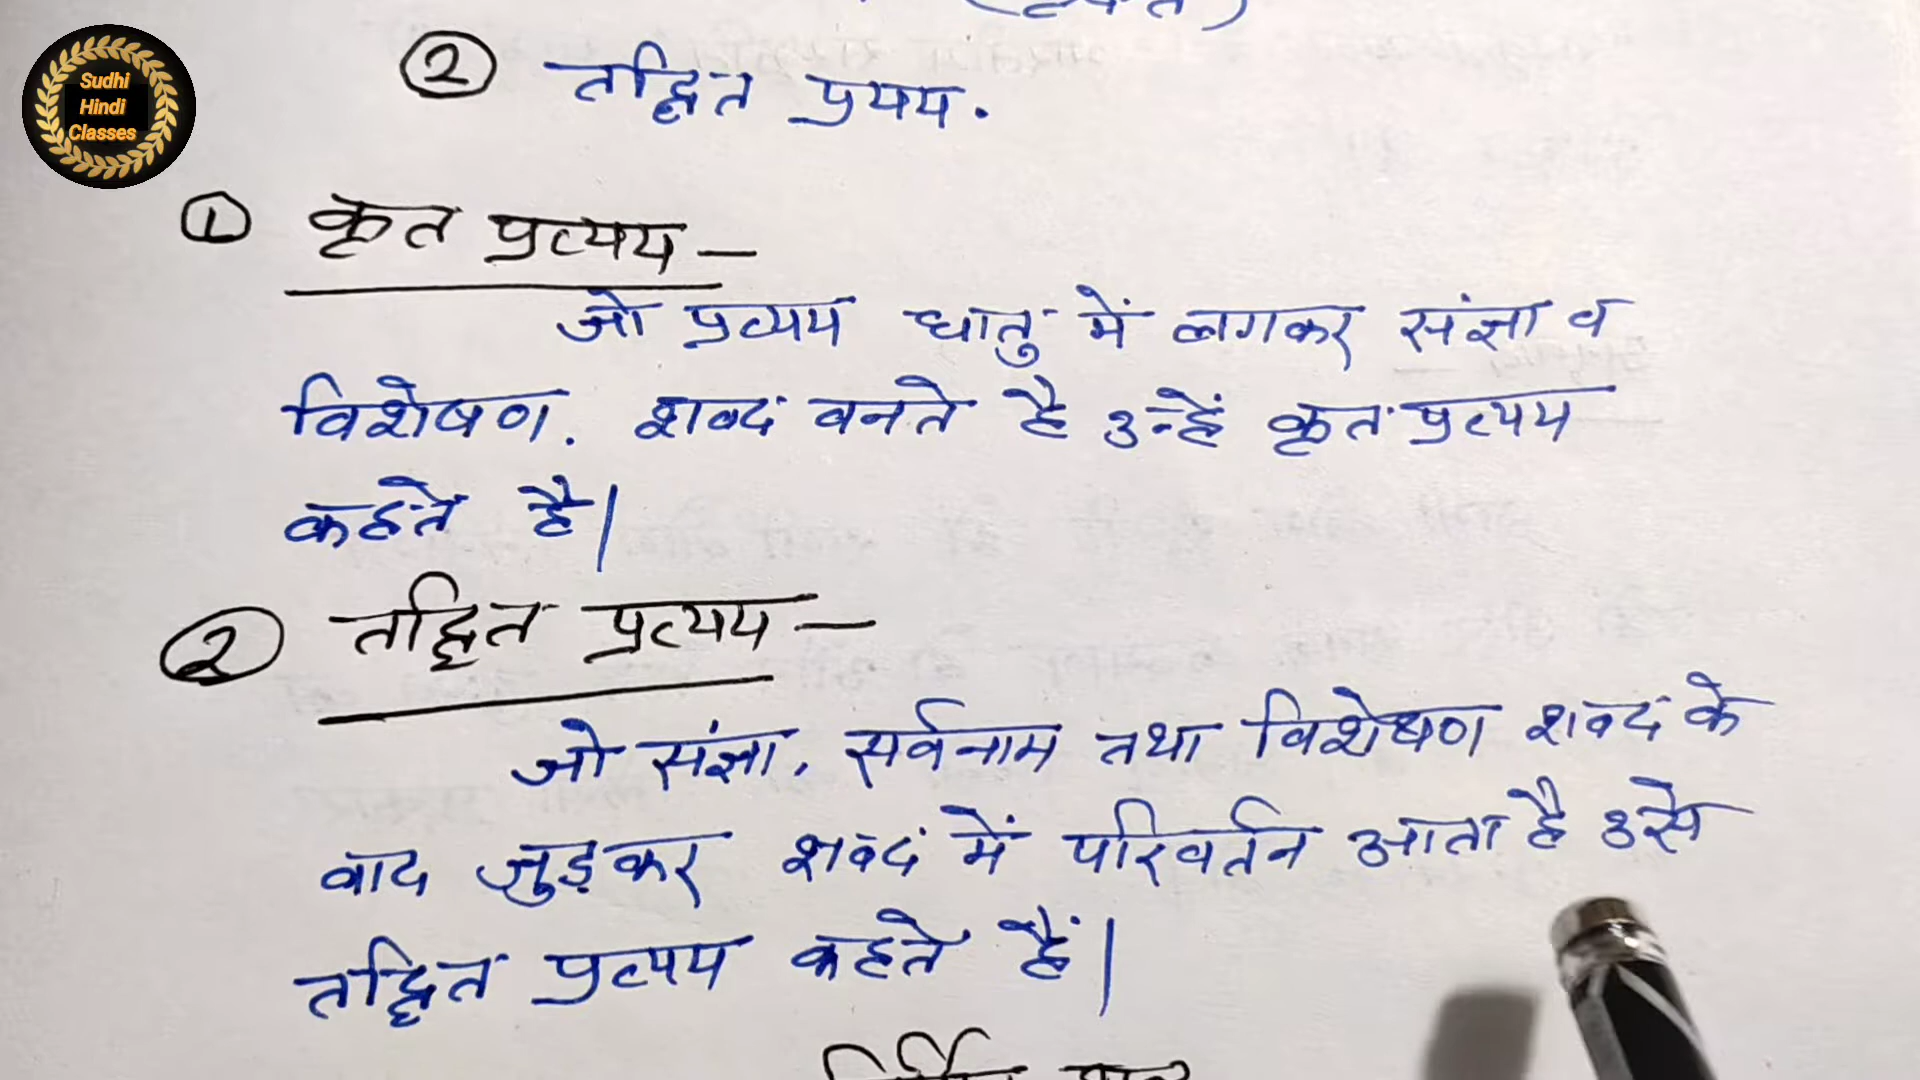 Sudhi
Hindi
Classes
② तद्धित प्रयय.
① कृत प्रत्यय —
जो प्रत्यय धातु में लगकर संज्ञा व
विशेषण. शब्द बनते है उन्हें कृत प्रत्यय
कहते है|
② तद्धित प्रत्यय —
जो संज्ञा, सर्वनाम तथा विशेषण शब्द के
बाद जुड़कर शब्द में परिवर्तन आता है उसे
तद्धित प्रत्यय कहते हैं|